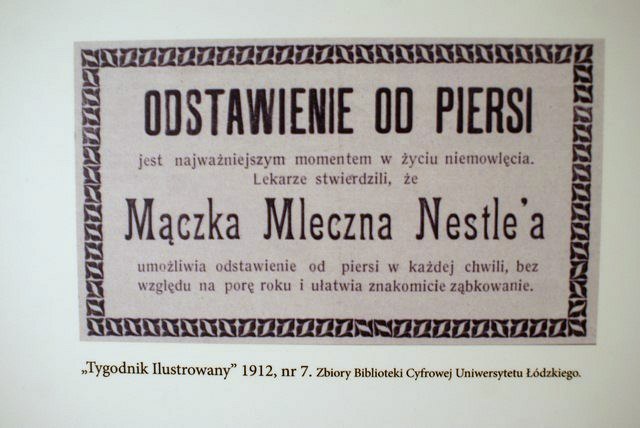 ODSTAWIENIE OD PIERSI
jest najważniejszym momentem w życiu niemowlęcia.
Lekarze stwierdzili, że
Mączka Mleczna Nestle'a
umożliwia odstawienie od piersi w każdej chwili, bez
względu na porę roku i ułatwia znakomicie ząbkowanie.
„Tygodnik Ilustrowany” 1912, nr 7. Zbiory Biblioteki Cyfrowej Uniwersytetu Łódzkiego.